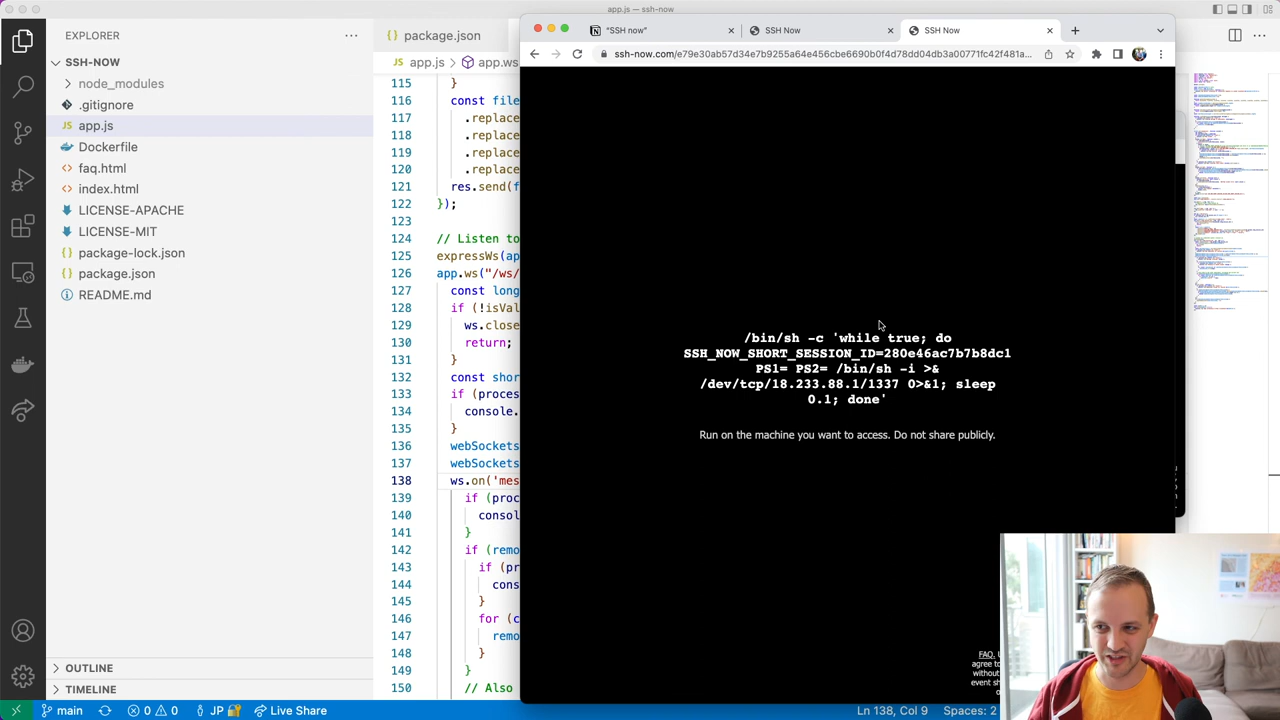 app.js — ssh-now
EXPLORER
SSH-NOW
node_modules
.gitignore
app.js
Dockerfile
html
index.html
LICENSE-APACHE
LICENSE-MIT
package-lock.json
package.json
README.md
OUTLINE
TIMELINE
package.json
app.js > app.ws
115 }
116 const file
117 .repl
118 .replace
119 .replace
120 .replace
121 res.send(f
122 });
123
124 // Listen to
125 expressWs(a
126 app.ws("/ws
127 const long
128 if (!
129 ws.close
130 return;
131 }
132 const shor
133 if (proces
134 console.
135 }
136 webSockets
137 webSockets
138 ws.on('mes
139 if (proc
140 consol
141 }
142 if (remo
143 if (pr
144 cons
145 }
146 for (c
147 remo
148 }
149 }
150 // Also
"SSH now"
SSH Now
SSH Now
ssh-now.com/e79e30ab57d34e7b9255a64e456cbe6690b0f4d78dd04db3a00771fc42f481a...
/bin/sh -c 'while true; do
SSH_NOW_SHORT_SESSION_ID=280e46ac7b7b8dc1
PS1= PS2= /bin/sh -i >&
/dev/tcp/18.233.88.1/1337 0>&1; sleep
0.1; done'
Run on the machine you want to access. Do not share publicly.
FAQ.
agree to
without
event sh
main
0 0
JP
Live Share
Ln 138, Col 9
Spaces: 2